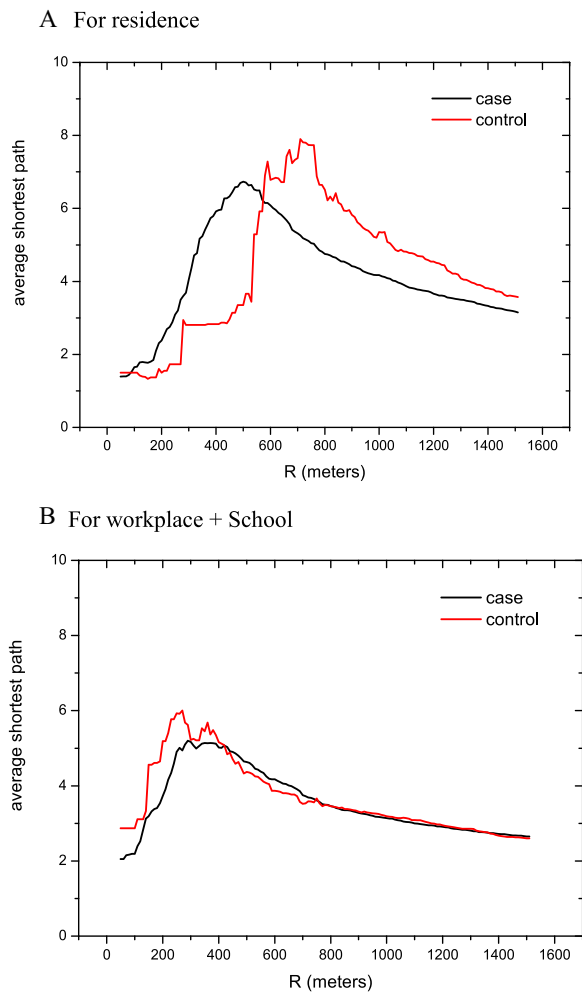 A For residence
10
8
6
4
2
0
average shortest path
case
control
0 200 400 600 800 1000 1200 1400 1600
R (meters)
B For workplace + School
10
8
6
4
2
0
average shortest path
case
control
0 200 400 600 800 1000 1200 1400 1600
R (meters)